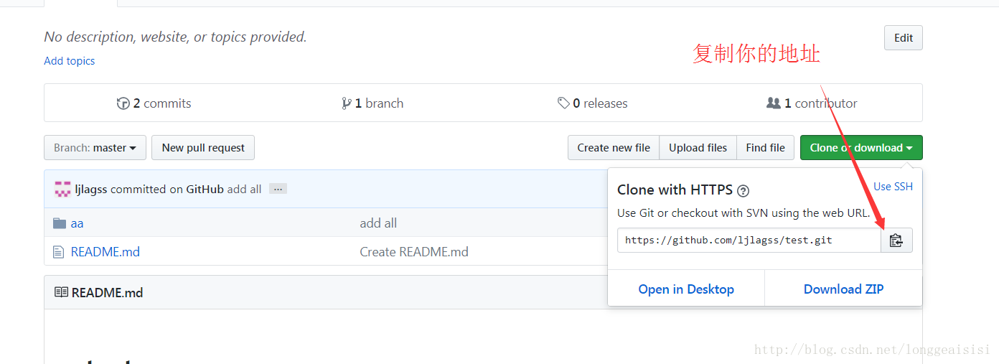 No description, website, or topics provided.
Edit
Add topics
复制你的地址
2 commits
1 branch
0 releases
1 contributor
Branch: master
New pull request
Create new file
Upload files
Find file
Clone or download
ljlagss committed on GitHub add all ...
Clone with HTTPS ?
Use SSH
Use Git or checkout with SVN using the web URL.
https://github.com/ljlagss/test.git
aa
add all
README.md
Create README.md
Open in Desktop
Download ZIP
README.md
http://blog.csdn.net/longgeaisisi